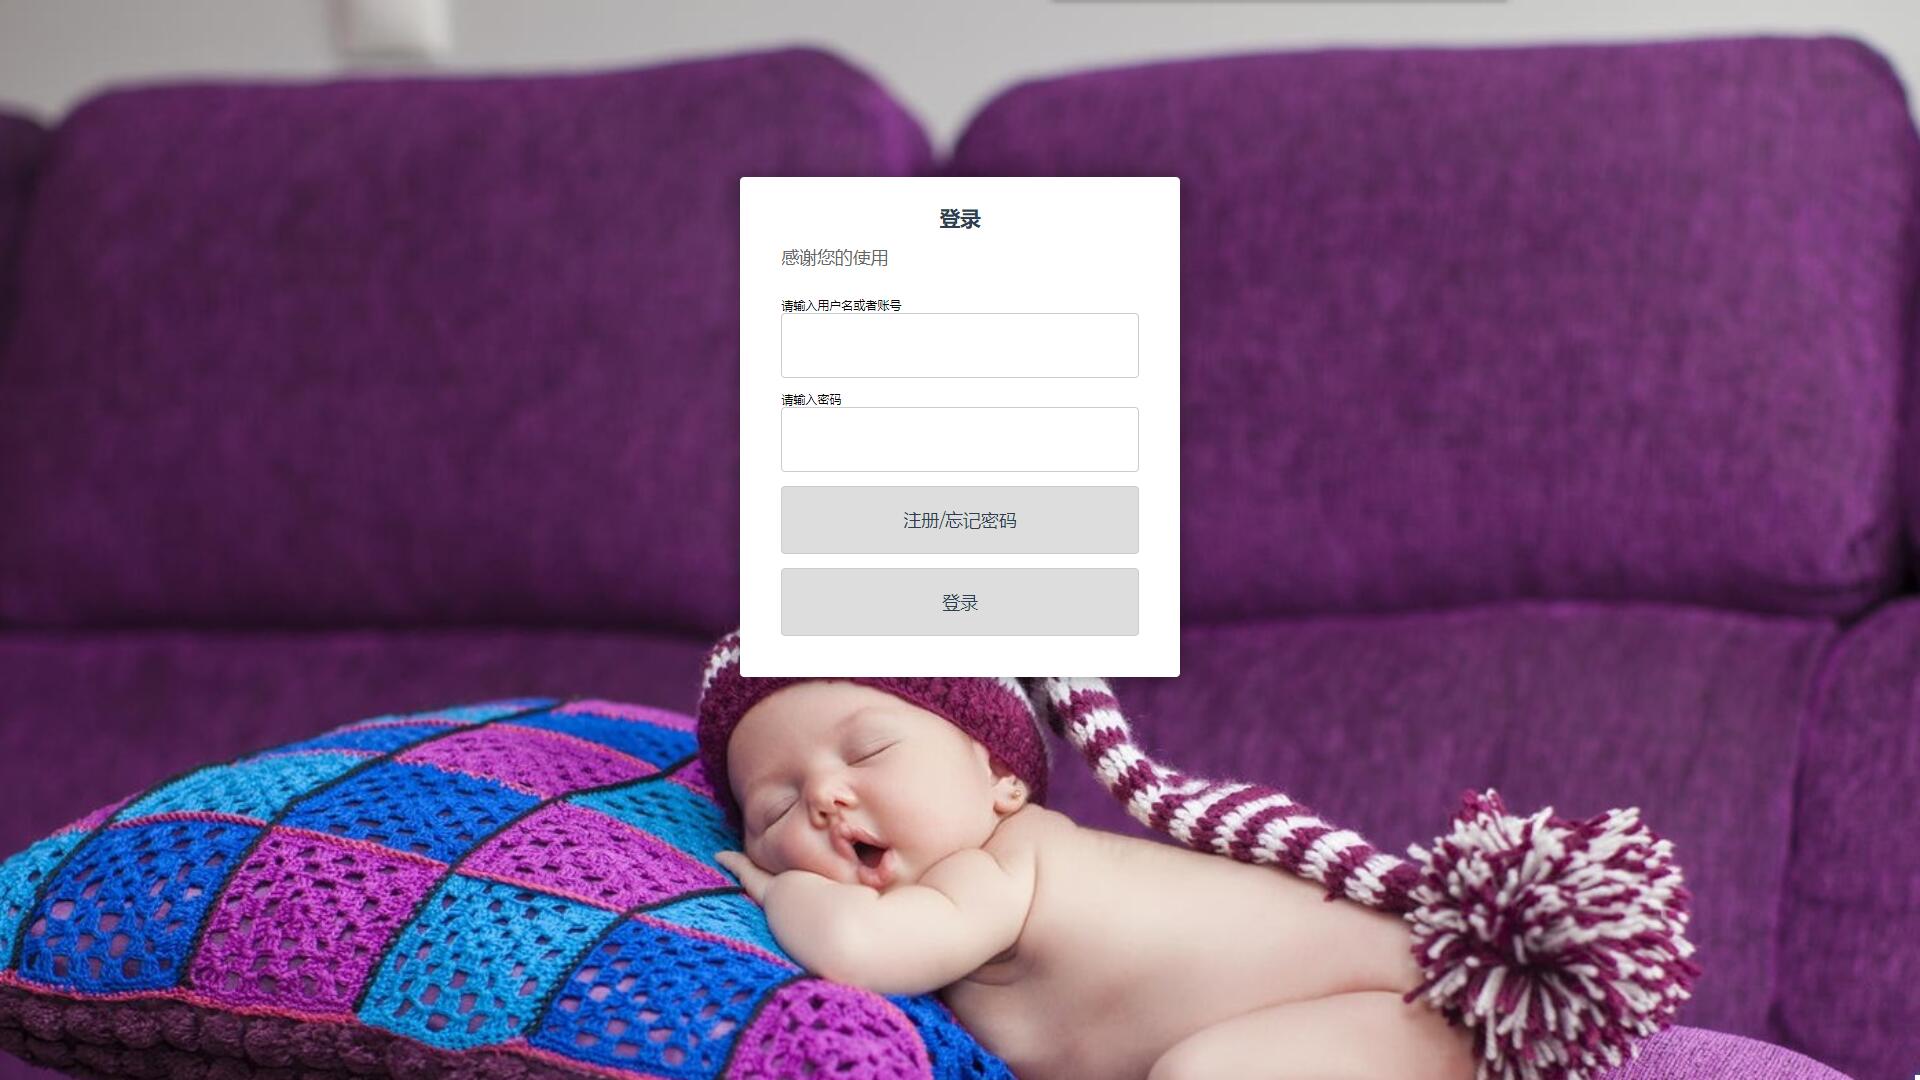 登录
感谢您的使用
请输入用户名或者账号
请输入密码
注册/忘记密码
登录